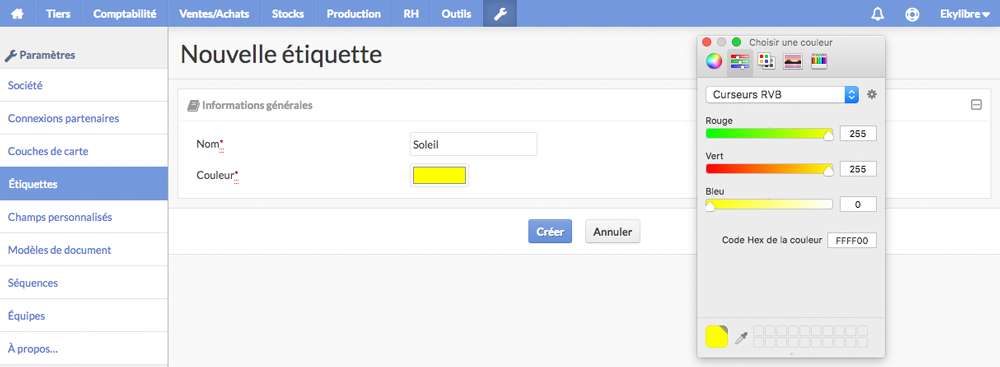 Tiers Comptabilité Ventes/Achats Stocks Production RH Outils Ekylibre
Paramètres
Société
Connexions partenaires
Couches de carte
Étiquettes
Champs personnalisés
Modèles de document
Séquences
Équipes
À propos...
Nouvelle étiquette
Informations générales
Nom* Soleil
Couleur*
Créer Annuler
Choisir une couleur
Curseurs RVB
Rouge
255
Vert
255
Bleu
0
Code Hex de la couleur FFFF00